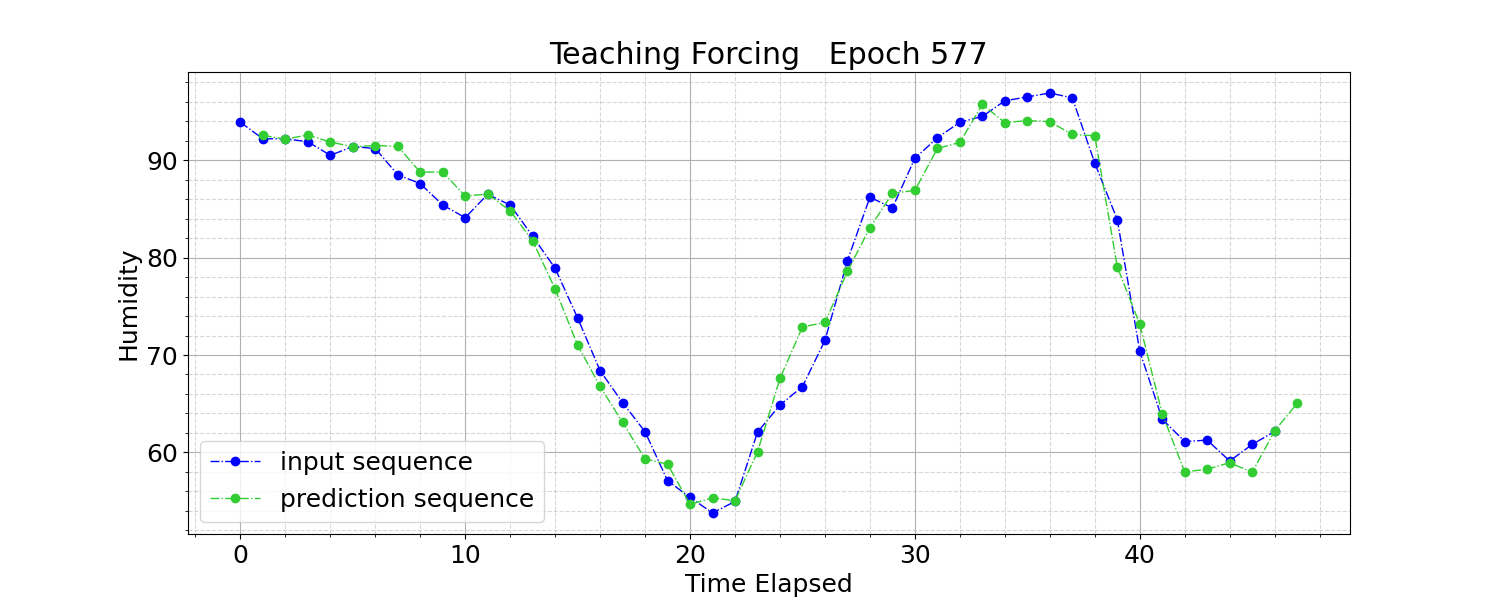 Teaching Forcing   Epoch 577
Humidity
90
80
70
60
input sequence
prediction sequence
0 10 20 30 40
Time Elapsed